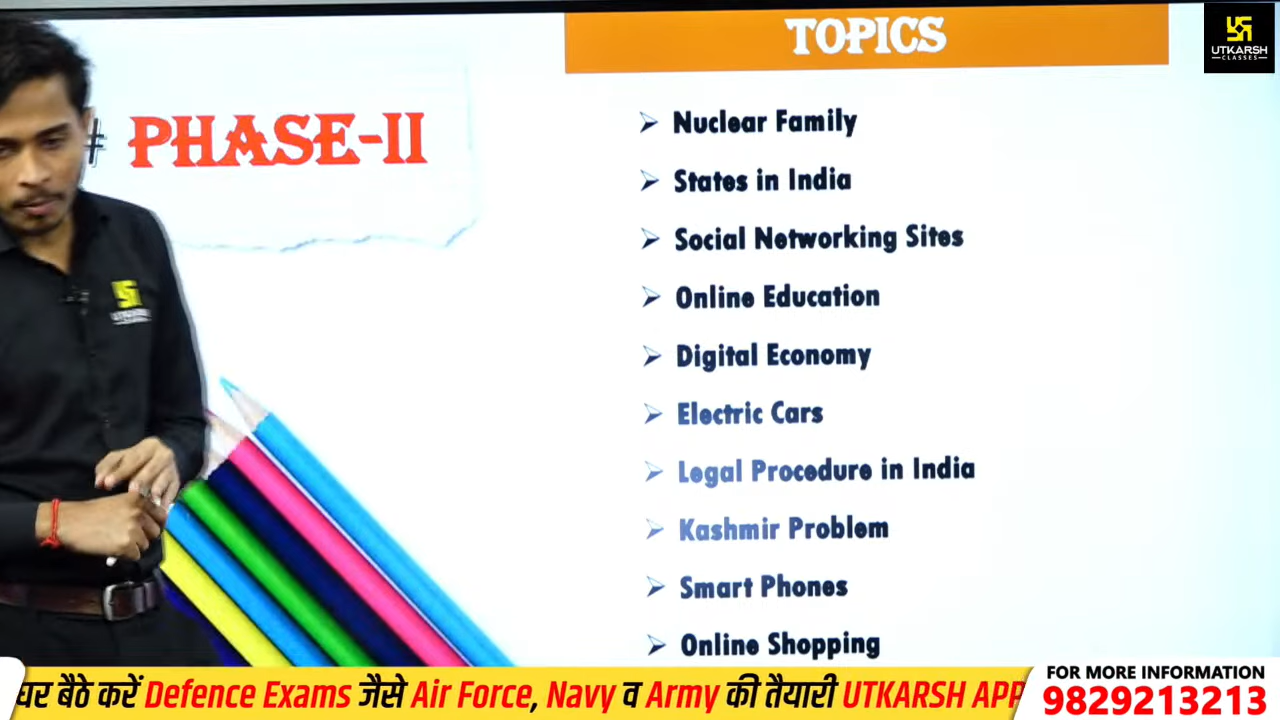 TOPICS
UTKARSH
CLASSES
# PHASE-II
Nuclear Family
States in India
Social Networking Sites
Online Education
Digital Economy
Electric Cars
Legal Procedure in India
Kashmir Problem
Smart Phones
Online Shopping
UTKARSH
घर बैठे करें Defence Exams जैसे Air Force, Navy व Army की तैयारी UTKARSH APP
FOR MORE INFORMATION
9829213213